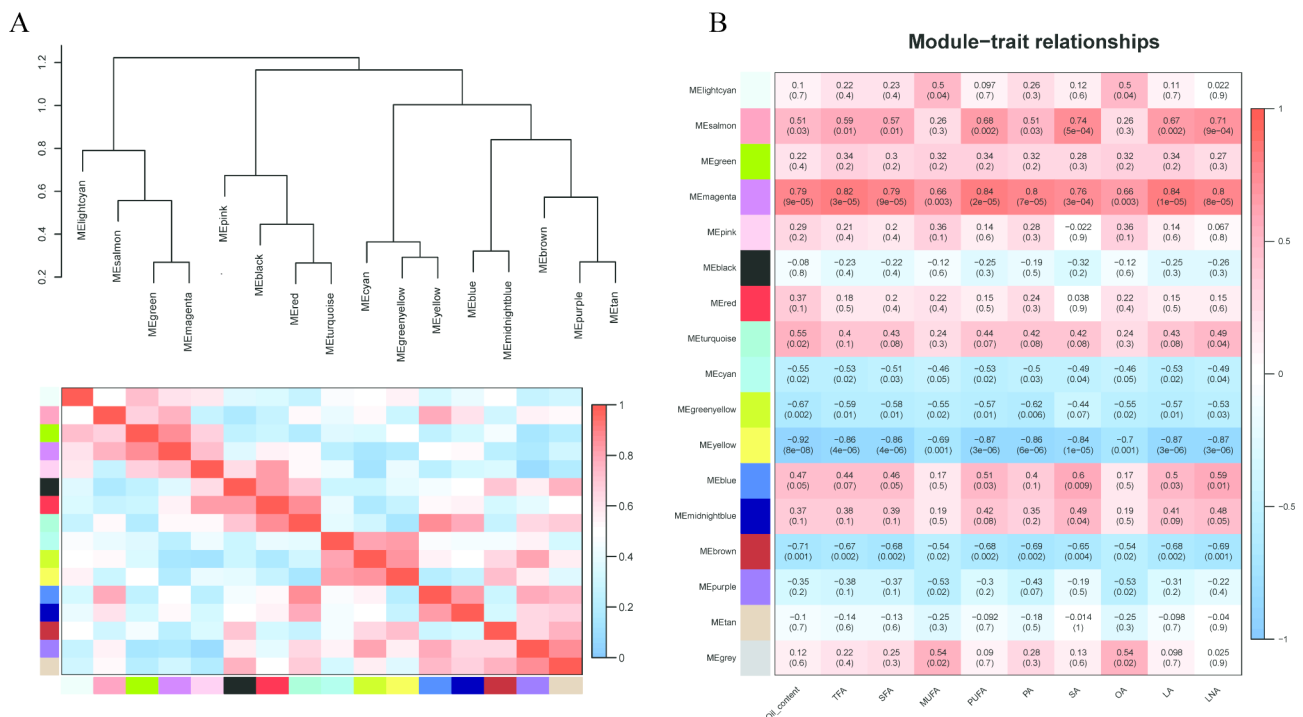 A
1.2
1.0
0.8
0.6
0.4
0.2
MElightcyan
MEsalmon
MEgreen
MEmagenta
MEpink
MEblack
MEred
MEturquoise
MEcyan
MEgreenyellow
MEyellow
MEblue
MEmidnightblue
MEbrown
MEpurple
MEtan
1
0.8
0.6
0.4
0.2
0
B
Module−trait relationships
MElightcyan 0.1 0.22 0.23 0.5 0.097 0.26 0.12 0.5 0.11 0.022
(0.7) (0.4) (0.4) (0.04) (0.7) (0.3) (0.6) (0.04) (0.7) (0.9)
MEsalmon 0.51 0.59 0.57 0.26 0.68 0.51 0.74 0.26 0.67 0.71
(0.03) (0.01) (0.01) (0.3) (0.002) (0.03) (5e−04) (0.3) (0.002) (9e−04)
MEgreen 0.22 0.34 0.3 0.32 0.34 0.32 0.28 0.32 0.34 0.27
(0.4) (0.2) (0.2) (0.2) (0.2) (0.2) (0.3) (0.2) (0.2) (0.3)
MEmagenta 0.79 0.82 0.79 0.66 0.84 0.8 0.76 0.66 0.84 0.8
(9e−05) (3e−05) (9e−05) (0.003) (2e−05) (7e−05) (3e−04) (0.003) (1e−05) (8e−05)
MEpink 0.29 0.21 0.2 0.36 0.14 0.28 −0.022 0.36 0.14 0.067
(0.2) (0.4) (0.4) (0.1) (0.6) (0.3) (0.9) (0.1) (0.6) (0.8)
MEblack −0.08 −0.23 −0.22 −0.12 −0.25 −0.19 −0.32 −0.12 −0.25 −0.26
(0.8) (0.4) (0.4) (0.6) (0.3) (0.5) (0.2) (0.6) (0.3) (0.3)
MEred 0.37 0.18 0.2 0.22 0.15 0.24 0.038 0.22 0.15 0.15
(0.1) (0.5) (0.4) (0.4) (0.5) (0.3) (0.9) (0.4) (0.5) (0.6)
MEturquoise 0.55 0.4 0.43 0.24 0.44 0.42 0.42 0.24 0.43 0.49
(0.02) (0.1) (0.08) (0.3) (0.07) (0.08) (0.08) (0.3) (0.08) (0.04)
MEcyan −0.55 −0.53 −0.51 −0.46 −0.53 −0.5 −0.49 −0.46 −0.53 −0.49
(0.02) (0.02) (0.03) (0.05) (0.02) (0.03) (0.04) (0.05) (0.02) (0.04)
MEgreenyellow −0.67 −0.59 −0.58 −0.55 −0.57 −0.62 −0.44 −0.55 −0.57 −0.53
(0.002) (0.01) (0.01) (0.02) (0.01) (0.006) (0.07) (0.02) (0.01) (0.03)
MEyellow −0.92 −0.86 −0.86 −0.69 −0.87 −0.86 −0.84 −0.7 −0.87 −0.87
(8e−08) (4e−06) (4e−06) (0.001) (3e−06) (6e−06) (1e−05) (0.001) (3e−06) (3e−06)
MEblue 0.47 0.44 0.46 0.17 0.51 0.4 0.6 0.17 0.5 0.59
(0.05) (0.07) (0.05) (0.5) (0.03) (0.1) (0.009) (0.5) (0.03) (0.01)
MEmidnightblue 0.37 0.38 0.39 0.19 0.42 0.35 0.49 0.19 0.41 0.48
(0.1) (0.1) (0.1) (0.5) (0.08) (0.2) (0.04) (0.5) (0.09) (0.05)
MEbrown −0.71 −0.67 −0.68 −0.54 −0.68 −0.69 −0.65 −0.54 −0.68 −0.69
(0.001) (0.002) (0.002) (0.02) (0.002) (0.002) (0.004) (0.02) (0.002) (0.001)
MEpurple −0.35 −0.38 −0.37 −0.53 −0.3 −0.43 −0.19 −0.53 −0.31 −0.22
(0.2) (0.1) (0.1) (0.02) (0.2) (0.07) (0.5) (0.02) (0.2) (0.4)
MEtan −0.1 −0.14 −0.13 −0.25 −0.092 −0.18 −0.014 −0.25 −0.098 −0.04
(0.7) (0.6) (0.6) (0.3) (0.7) (0.5) (1) (0.3) (0.7) (0.9)
MEgrey 0.12 0.22 0.25 0.54 0.09 0.28 0.13 0.54 0.098 0.025
(0.6) (0.4) (0.3) (0.02) (0.7) (0.3) (0.6) (0.02) (0.7) (0.9)
Oil_content TFA SFA MUFA PUFA PA SA OA LA LNA
1
0.5
0
−0.5
−1